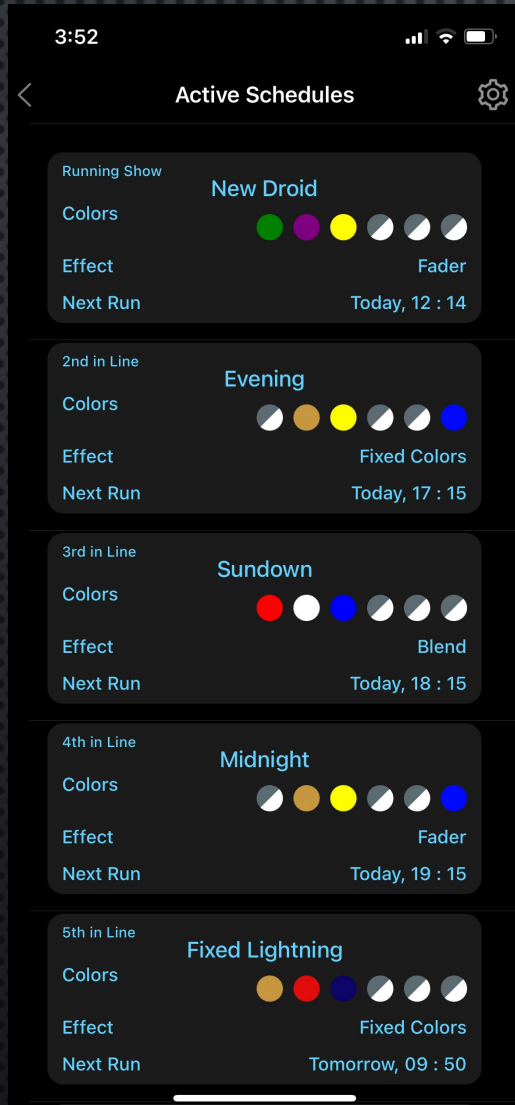 3:52
Active Schedules
Running Show
New Droid
Colors
Effect Fader
Next Run Today, 12 : 14
2nd in Line
Evening
Colors
Effect Fixed Colors
Next Run Today, 17 : 15
3rd in Line
Sundown
Colors
Effect Blend
Next Run Today, 18 : 15
4th in Line
Midnight
Colors
Effect Fader
Next Run Today, 19 : 15
5th in Line
Fixed Lightning
Colors
Effect Fixed Colors
Next Run Tomorrow, 09 : 50